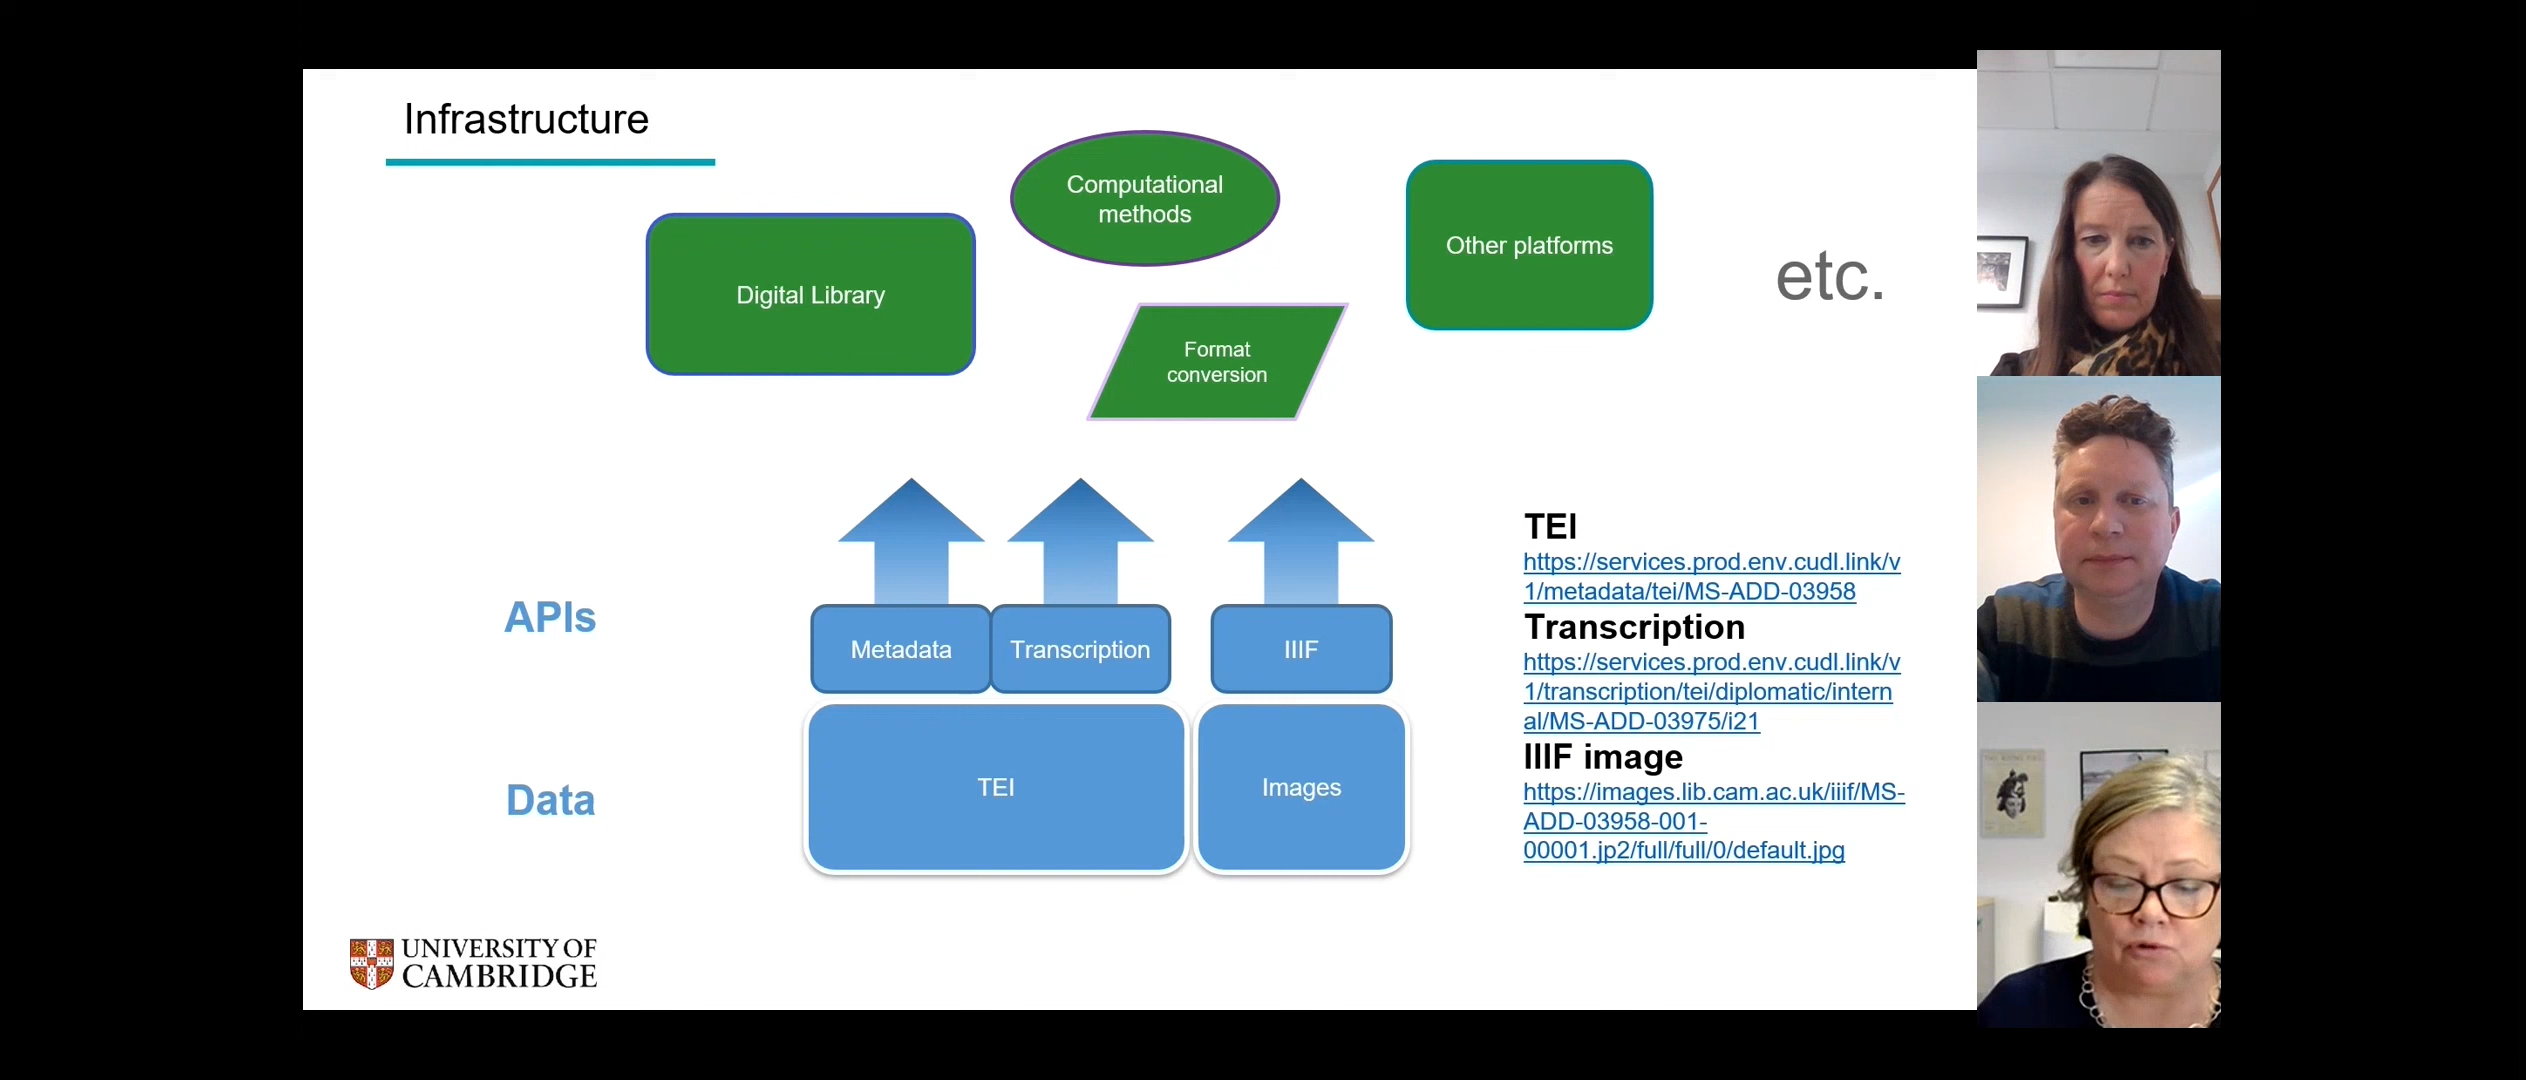 Infrastructure
Computational
methods
Other platforms
Digital Library
etc.
Format
conversion
APIs
Metadata
Transcription
IIIF
Data
TEI
Images
TEI
https://services.prod.env.cudl.link/v
1/metadata/tei/MS-ADD-03958
Transcription
https://services.prod.env.cudl.link/v
1/transcription/tei/diplomatic/intern
al/MS-ADD-03975/i21
IIIF image
https://images.lib.cam.ac.uk/iiif/MS-
ADD-03958-001-
00001.jp2/full/full/0/default.jpg
UNIVERSITY OF
CAMBRIDGE